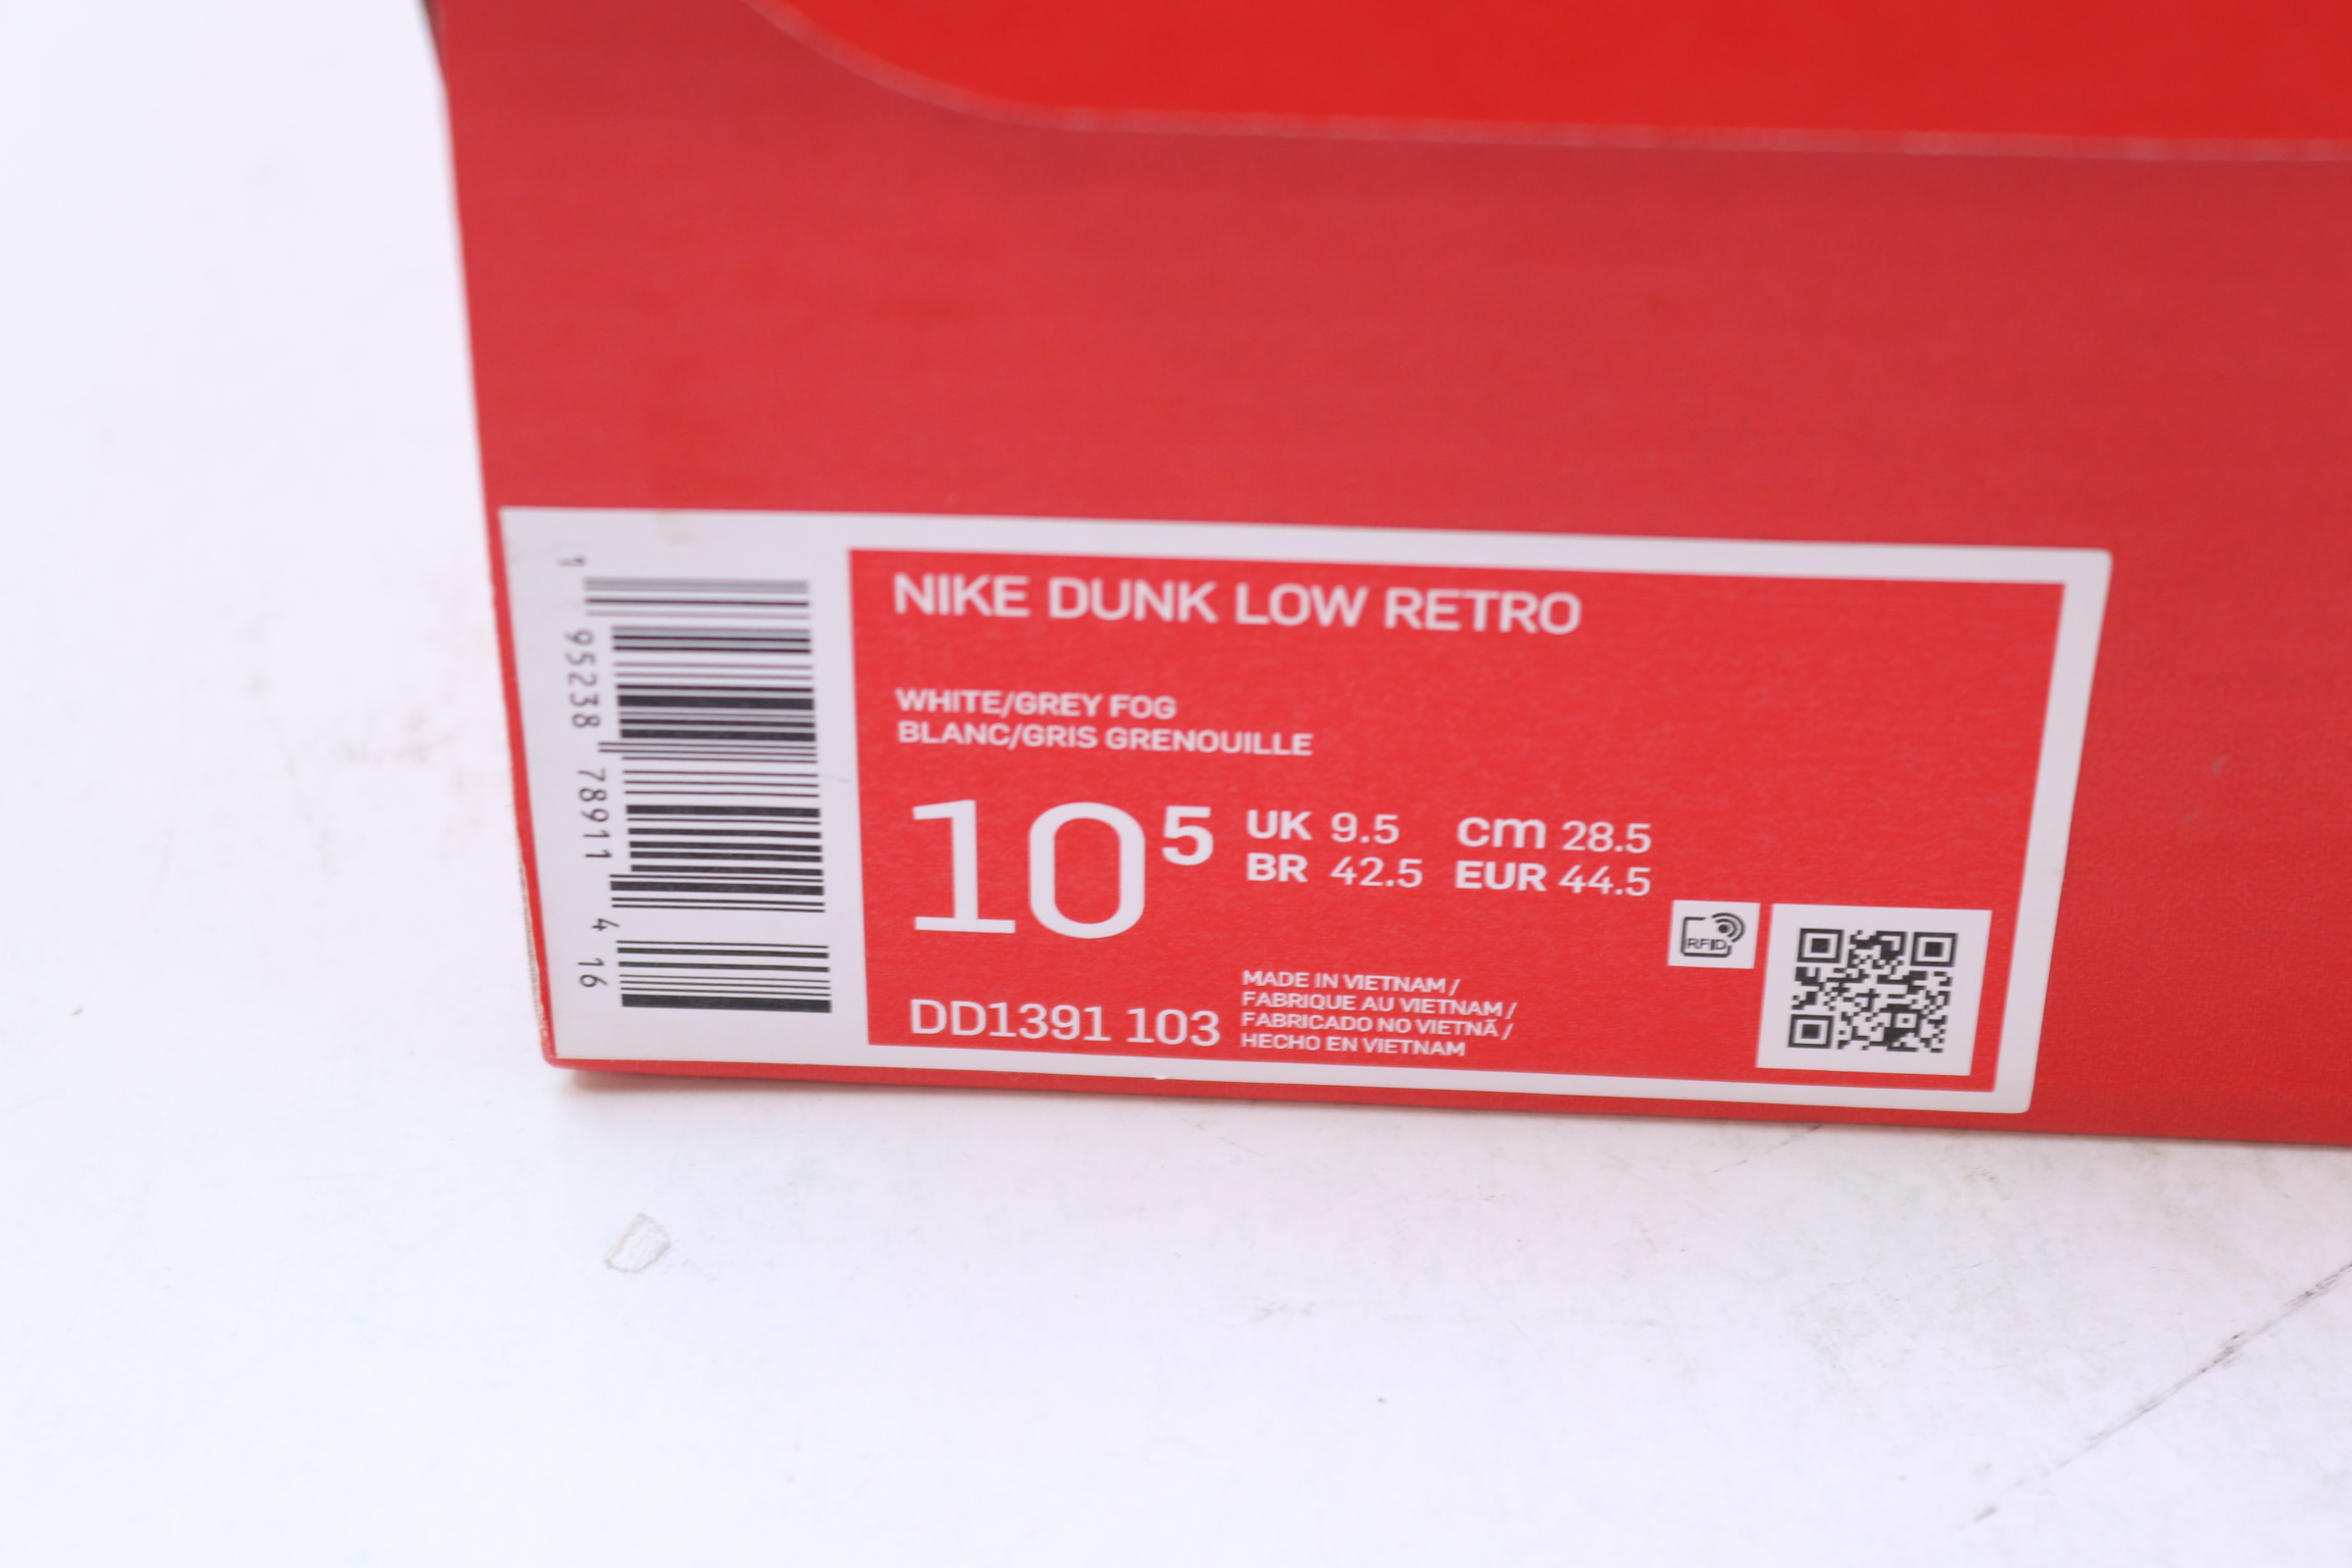 1 95238 78911 4 16
NIKE DUNK LOW RETRO
WHITE/GREY FOG
BLANC/GRIS GRENOUILLE
10 5
UK 9.5 cm 28.5
BR 42.5 EUR 44.5
RFID
DD1391 103
MADE IN VIETNAM /
FABRIQUE AU VIETNAM /
FABRICADO NO VIETNÃ /
HECHO EN VIETNAM